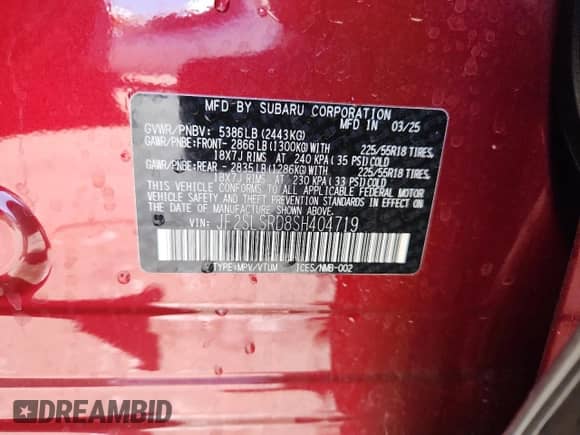 MFD BY SUBARU CORPORATION
MFD IN 03/25
GVWR/PNBV: 5386LB(2443KG)
GAWR/PNBE:FRONT- 2866LB(1300KG)WITH 225/55R18 TIRES,
18X7J RIMS AT 240 KPA(35 PSI)COLD
GAWR/PNBE:REAR - 2835LB(1286KG)WITH 225/55R18 TIRES,
18X7J RIMS AT 230 KPA(33 PSI)COLD
THIS VEHICLE CONFORMS TO ALL APPLICABLE FEDERAL MOTOR
VEHICLE SAFETY AND THEFT PREVENTION STANDARDS IN EFFECT ON
THE DATE OF MANUFACTURE SHOWN ABOVE.
VIN: JF2SLSRD8SH404719
TYPE:MPV/VTUM ICES/NMB-002
DREAMBID